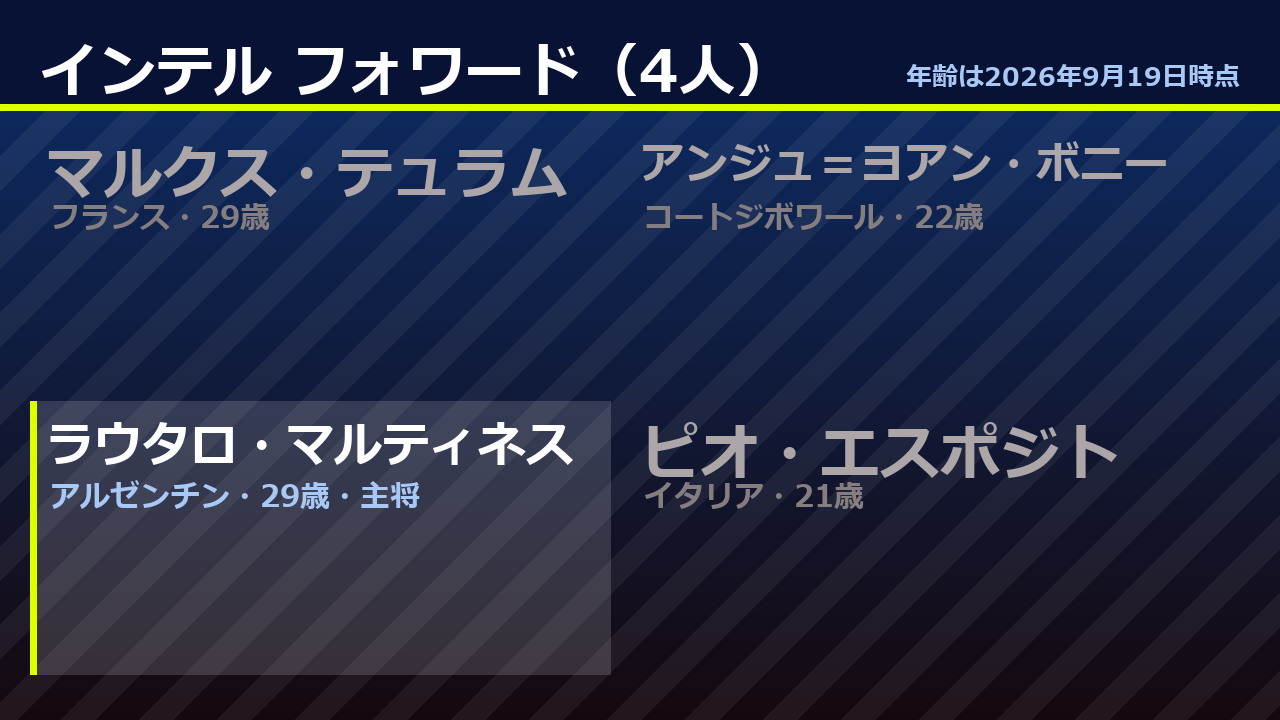 インテル フォワード（4人）
年齢は2026年9月19日時点
マルクス・テュラム
フランス・29歳
アンジュ＝ヨアン・ボニー
コートジボワール・22歳
ラウタロ・マルティネス
アルゼンチン・29歳・主将
ピオ・エスポジト
イタリア・21歳